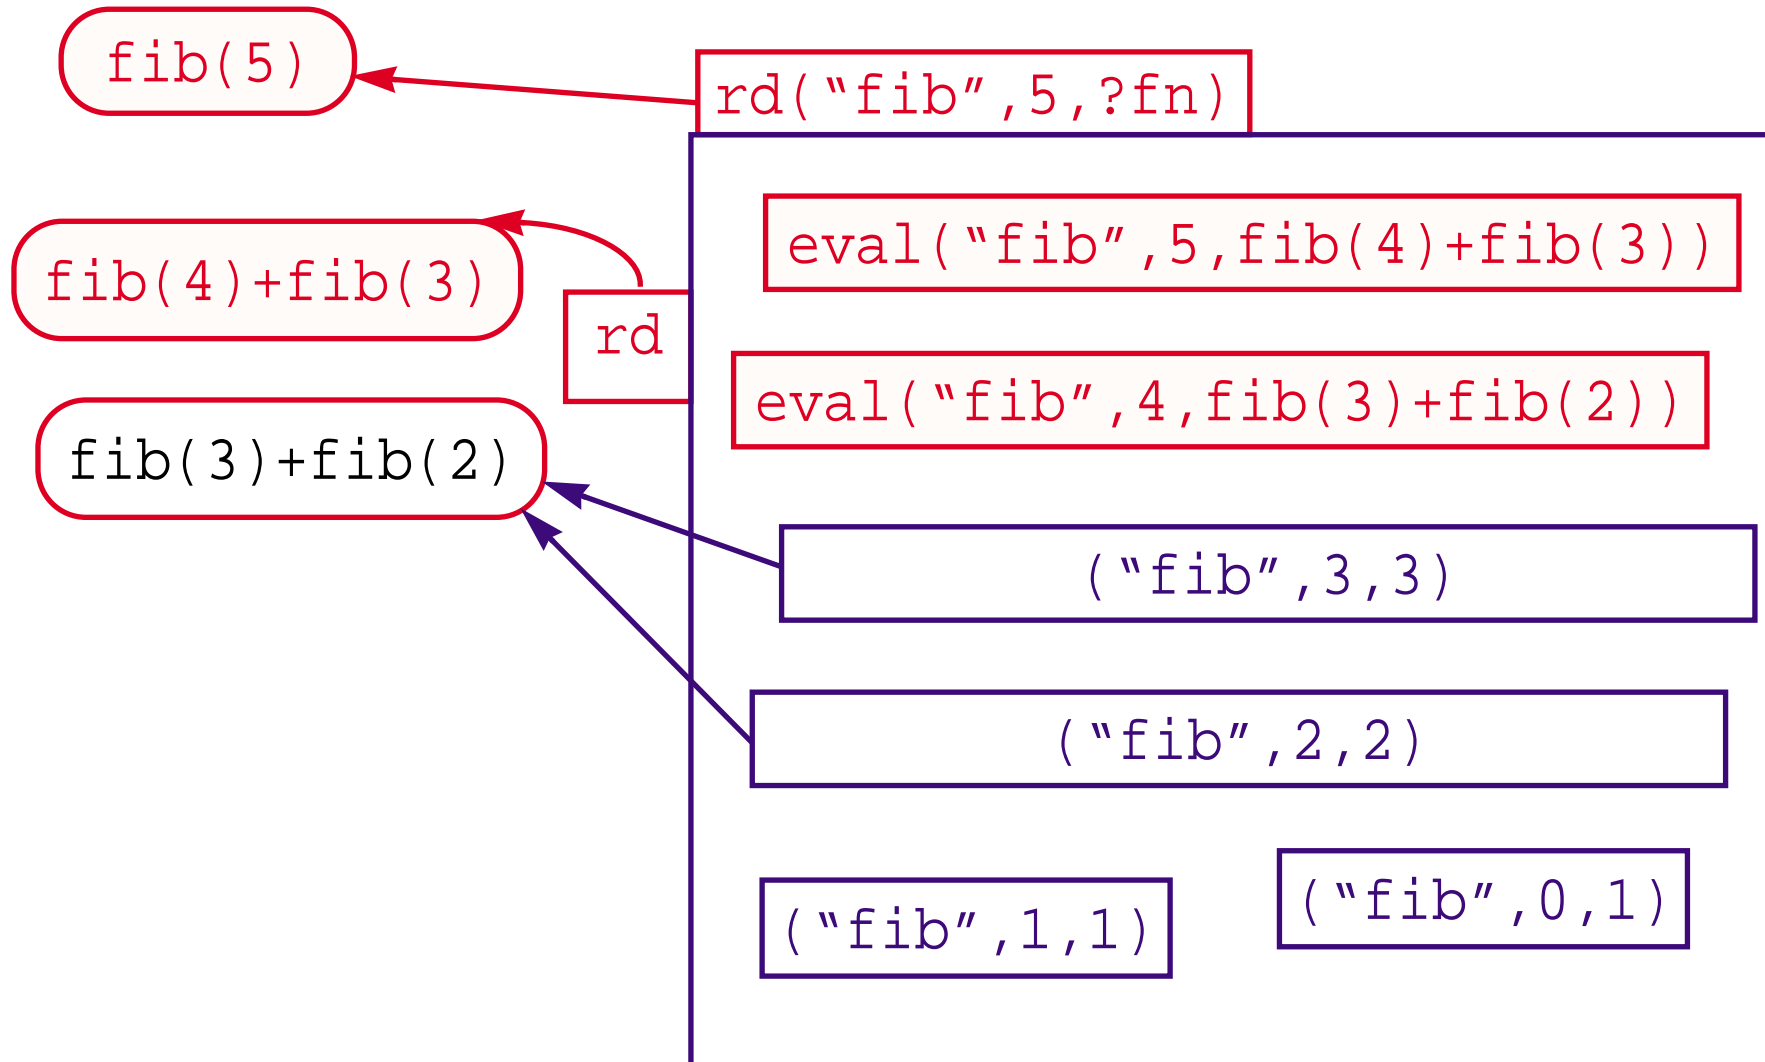 fib(5)
rd(“fib”,5,?fn)
eval(“fib”,5,fib(4)+fib(3))
fib(4)+fib(3)
rd
eval(“fib”,4,fib(3)+fib(2))
fib(3)+fib(2)
(“fib”,3,3)
(“fib”,2,2)
(“fib”,1,1)
(“fib”,0,1)